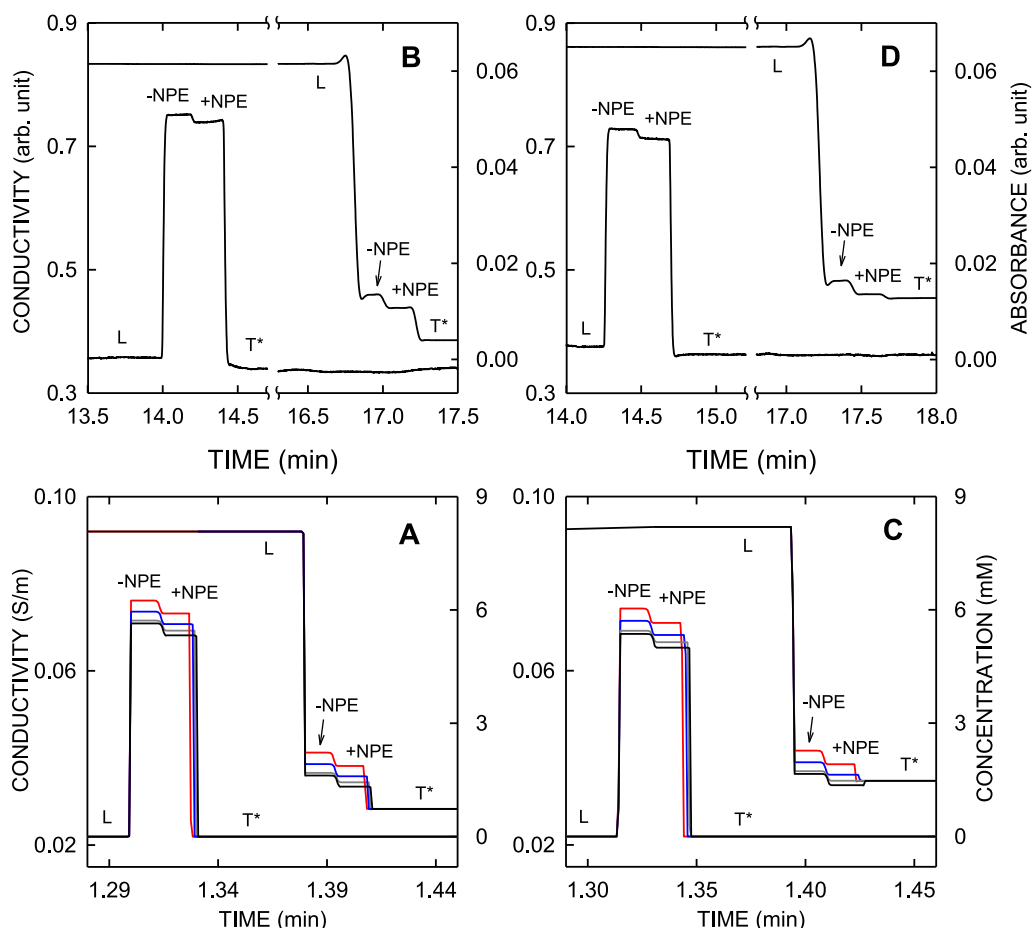 0.9
0.7
0.5
0.3
CONDUCTIVITY (arb. unit)
B
L
-NPE
+NPE
-NPE
+NPE
L
T*
T*
0.06
0.04
0.02
0.00
13.5 14.0 14.5 16.5 17.0 17.5
TIME (min)
0.9
0.7
0.5
0.3
D
L
-NPE
+NPE
-NPE
+NPE
T*
L
T*
0.06
0.04
0.02
0.00
ABSORBANCE (arb. unit)
14.0 14.5 15.0 17.0 17.5 18.0
TIME (min)
0.10
0.06
0.02
CONDUCTIVITY (S/m)
A
L
-NPE
+NPE
-NPE
+NPE
T*
L
T*
9
6
3
0
1.29 1.34 1.39 1.44
TIME (min)
0.10
0.06
0.02
C
L
-NPE
+NPE
-NPE
+NPE
T*
L
T*
9
6
3
0
CONCENTRATION (mM)
1.30 1.35 1.40 1.45
TIME (min)